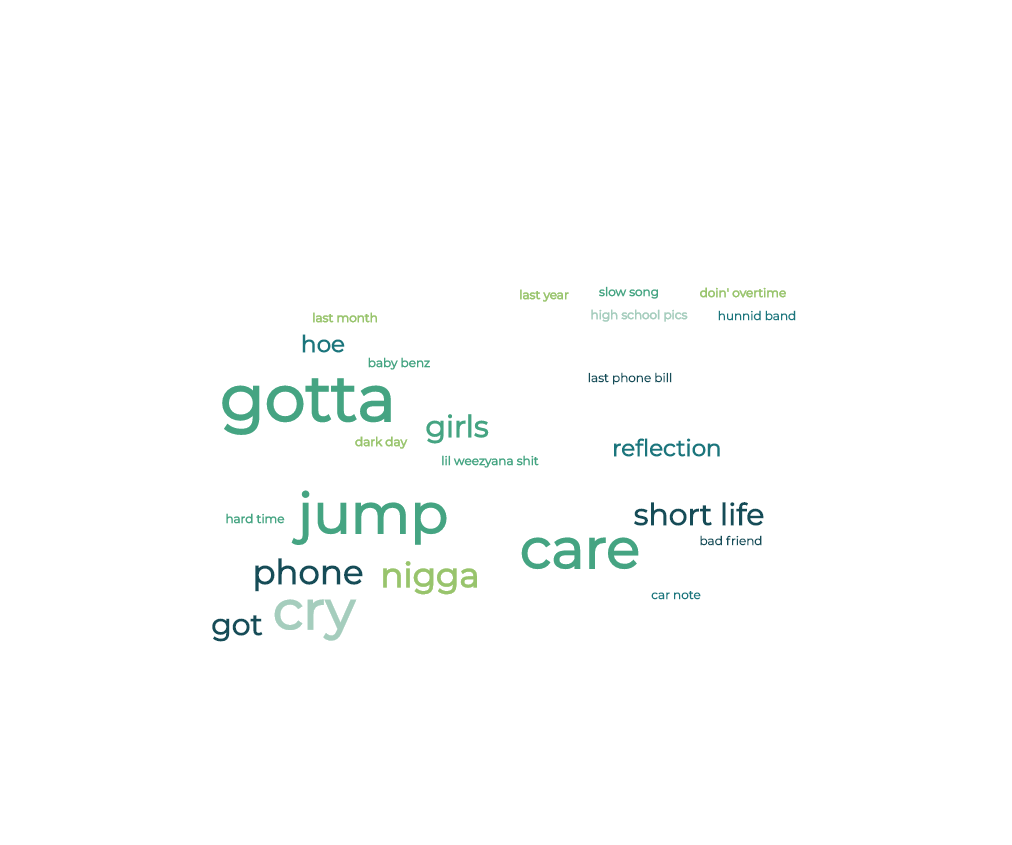 last year
slow song
doin' overtime
high school pics
hunnid band
last month
hoe
baby benz
last phone bill
gotta
girls
dark day
reflection
lil weezyana shit
jump
short life
hard time
bad friend
care
phone
nigga
car note
cry
got